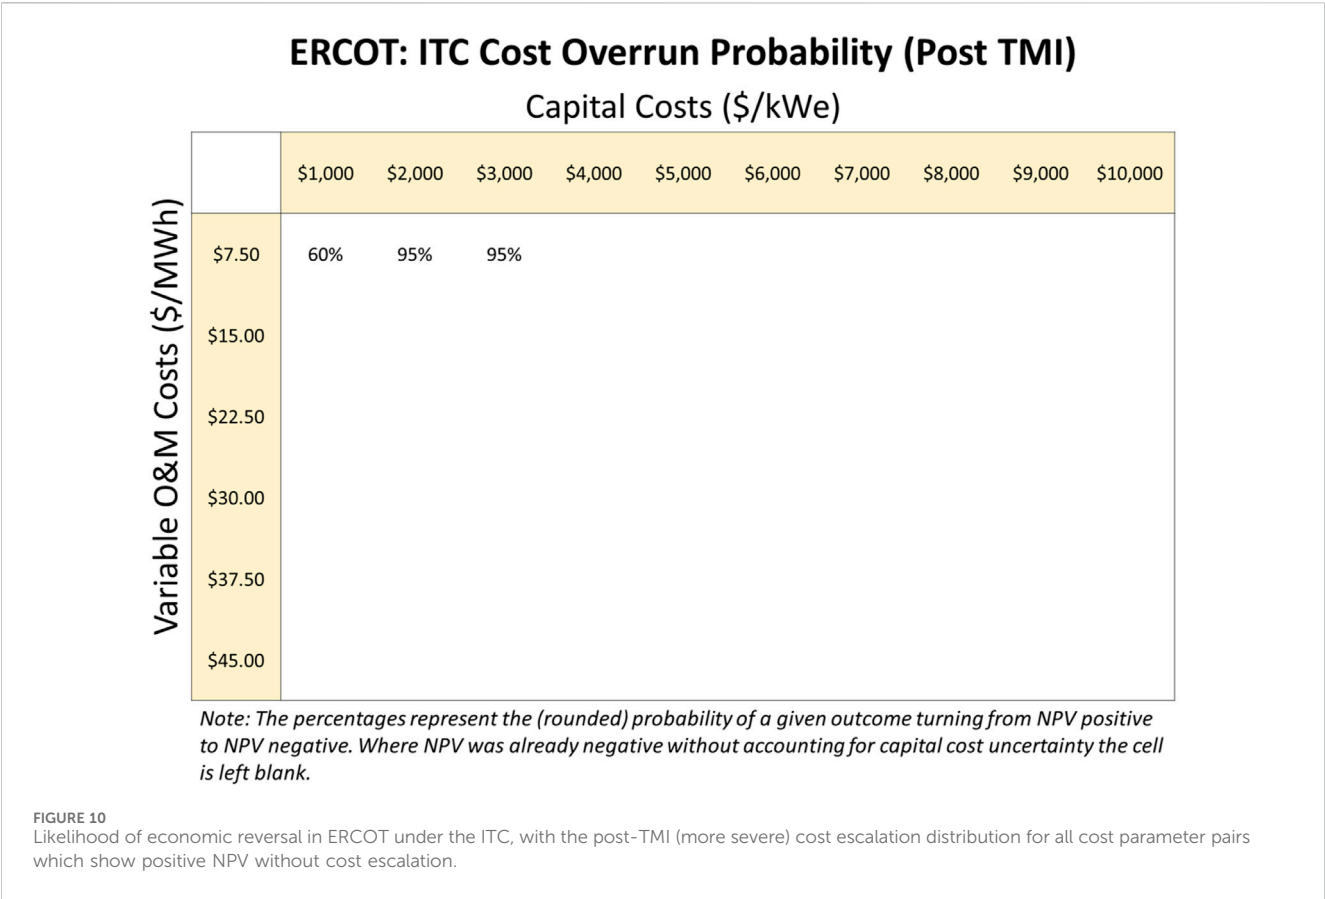 ERCOT: ITC Cost Overrun Probability (Post TMI)
Capital Costs ($/kWe)
Variable O&M Costs ($/MWh)
$1,000 $2,000 $3,000 $4,000 $5,000 $6,000 $7,000 $8,000 $9,000 $10,000
$7.50 60% 95% 95%
$15.00
$22.50
$30.00
$37.50
$45.00
Note: The percentages represent the (rounded) probability of a given outcome turning from NPV positive
to NPV negative. Where NPV was already negative without accounting for capital cost uncertainty the cell
is left blank.
FIGURE 10
Likelihood of economic reversal in ERCOT under the ITC, with the post-TMI (more severe) cost escalation distribution for all cost parameter pairs
which show positive NPV without cost escalation.